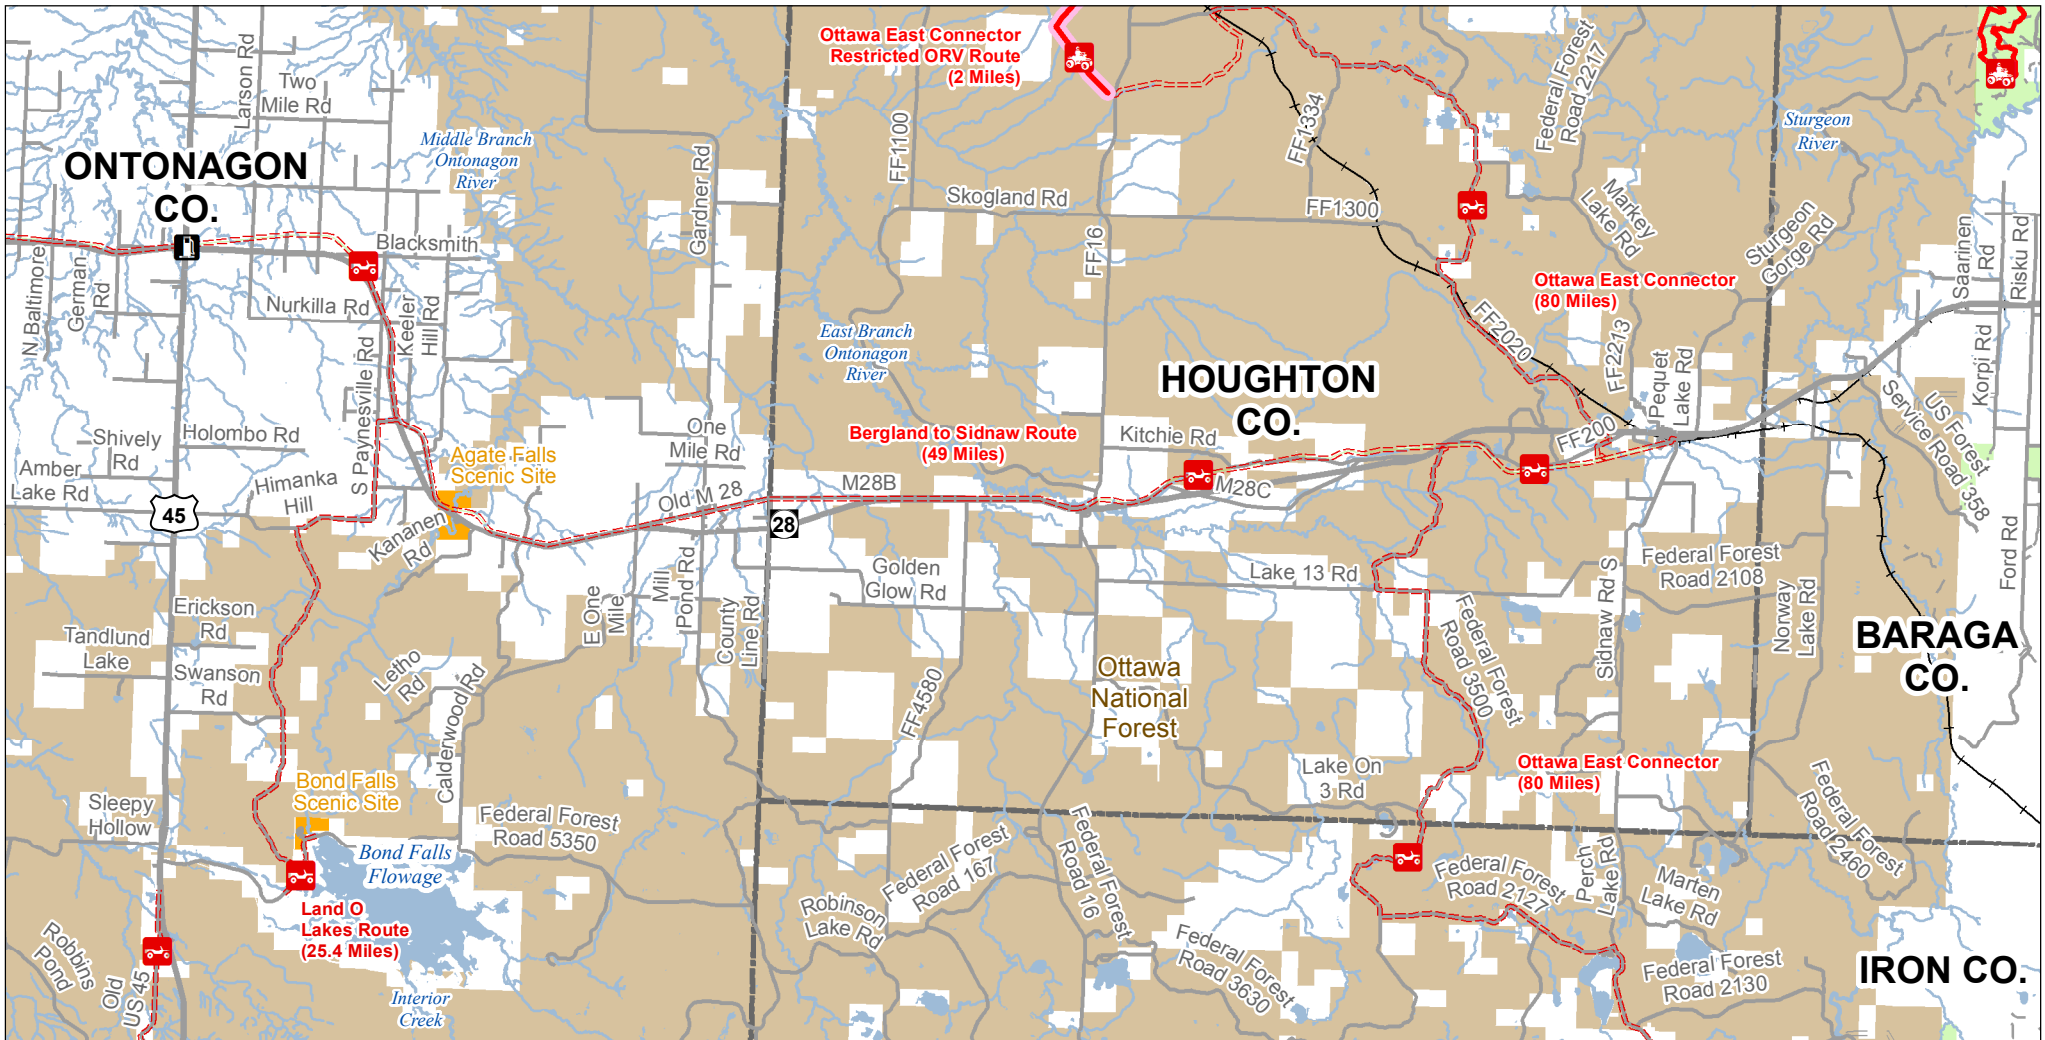 Ottawa East Connector
Restricted ORV Route
(2 Miles)
Larson Rd
Two
Mile Rd
Middle Branch
Ontonagon
River
ONTONAGON
CO.
Blacksmith
N Baltimore
German
Rd
Nurkilla Rd
Keeler
Hill Rd
S Paynesville Rd
Gardner Rd
FF1100
Skogland Rd
FF16
FF1334
FF1300
Federal Forest
Road 2217
Markey
Lake Rd
Sturgeon
River
Sturgeon
Gorge Rd
Saarinen
Rd
Risku Rd
Korpi Rd
Ottawa East Connector
(80 Miles)
FF2020
FF2213
Pequet
Lake Rd
East Branch
Ontonagon
River
HOUGHTON
CO.
Bergland to Sidnaw Route
(49 Miles)
Kitchie Rd
FF200
US Forest
Service Road 358
Shively
Rd
Holombo Rd
Amber
Lake Rd
45
Himanka
Hill
Agate Falls
Scenic Site
Kananen
Rd
One
Mile Rd
Old M 28
28
M28B
M28C
Golden
Glow Rd
Lake 13 Rd
Sidnaw Rd S
Federal Forest
Road 2108
Norway
Lake Rd
Ford Rd
Erickson
Rd
Tandlund
Lake
Swanson
Rd
Letho
Rd
Calderwood Rd
E One
Mile
Mill
Pond Rd
County
Line Rd
FF4580
Ottawa
National
Forest
Federal Forest
Road 3500
BARAGA
CO.
Ottawa East Connector
(80 Miles)
Lake On
3 Rd
Bond Falls
Scenic Site
Sleepy
Hollow
Bond Falls
Flowage
Federal Forest
Road 5350
Federal Forest
Road 167
Federal Forest
Road 16
Federal Forest
Road 2127
Perch
Lake Rd
Marten
Lake Rd
Federal Forest
Road 2460
Land O
Lakes Route
(25.4 Miles)
Robinson
Lake Rd
Robbins
Pond
Old
US 45
Interior
Creek
Federal Forest
Road 3630
Federal Forest
Road 2130
IRON CO.